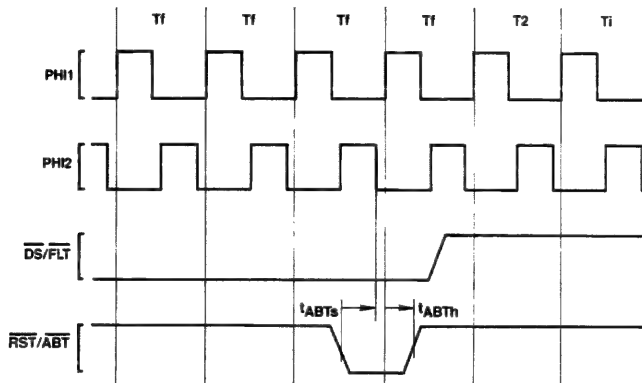 Tf Tf Tf Tf T2 Ti
PHI1
PHI2
DS/FLT
tABTs tABTh
RST/ABT